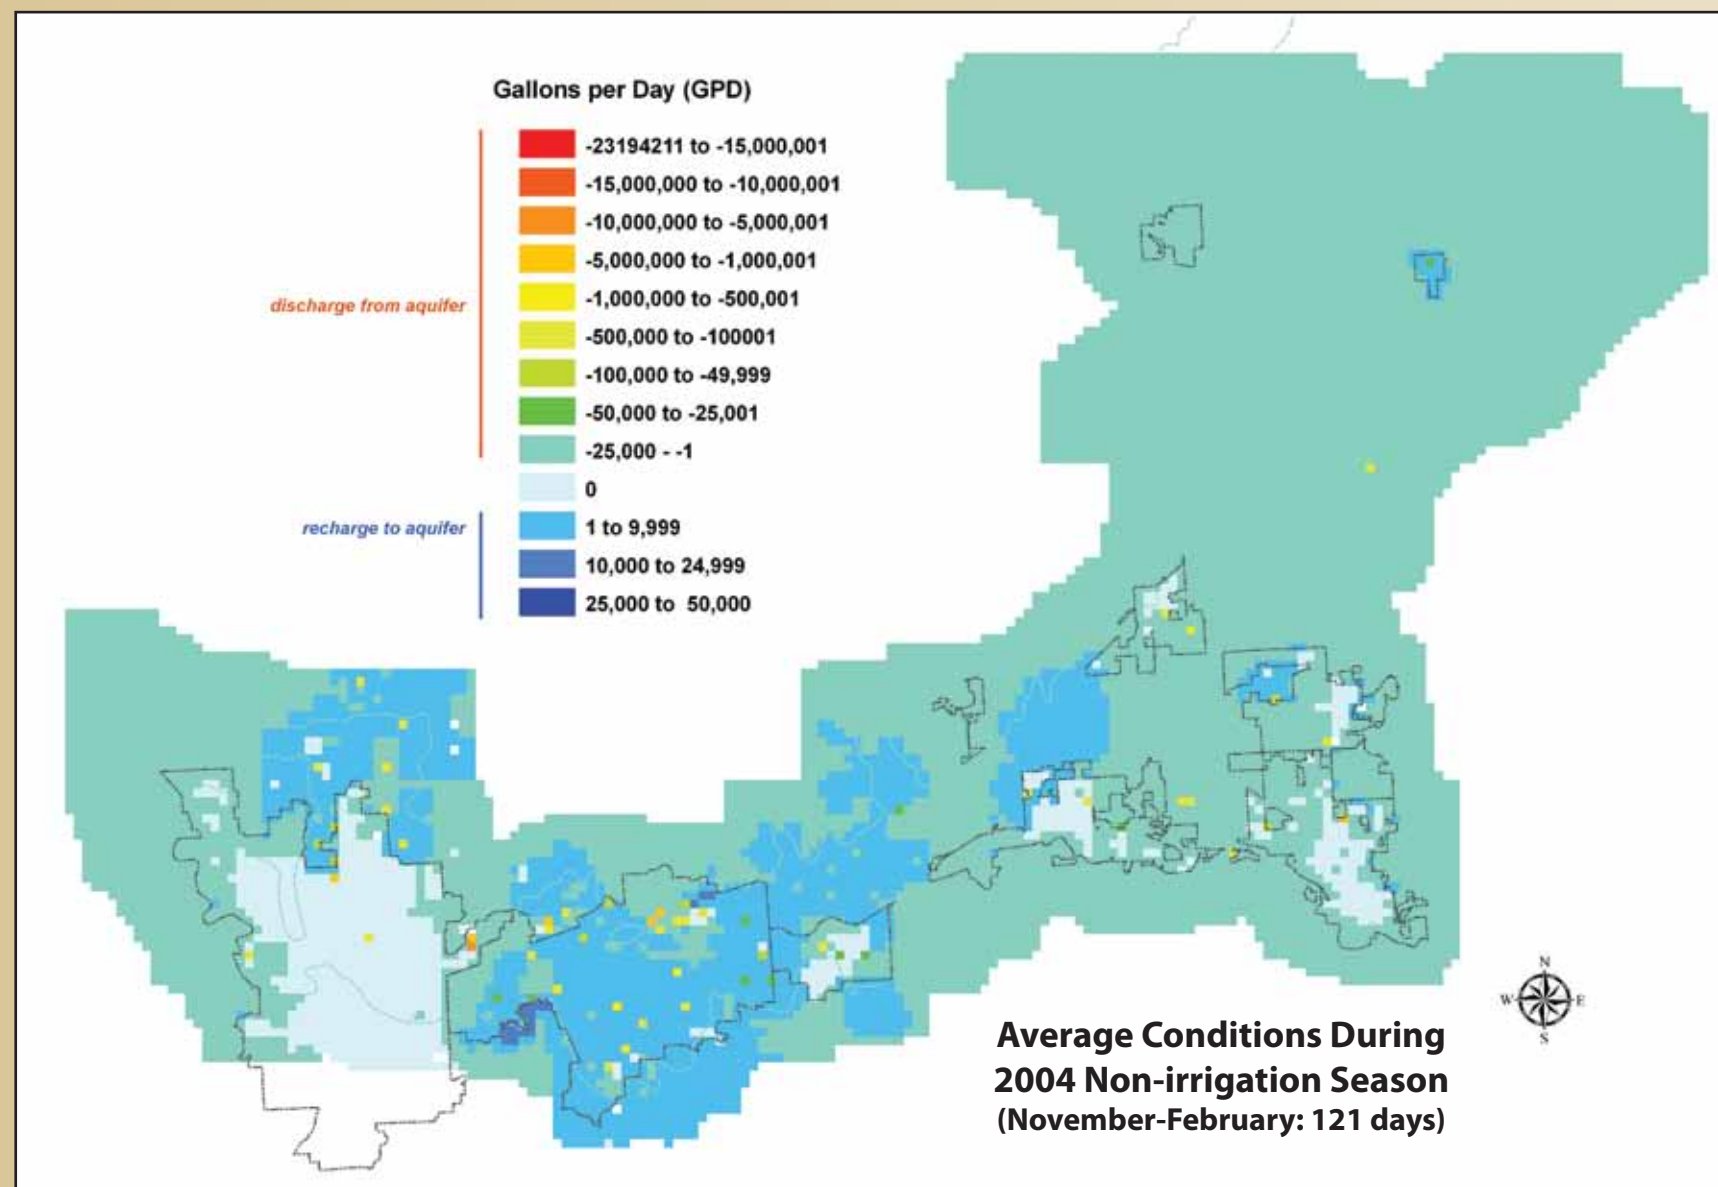 Gallons per Day (GPD)
-23194211 to -15,000,001
-15,000,000 to -10,000,001
-10,000,000 to -5,000,001
-5,000,000 to -1,000,001
-1,000,000 to -500,001
discharge from aquifer
-500,000 to -100001
-100,000 to -49,999
-50,000 to -25,001
-25,000 - -1
0
recharge to aquifer
1 to 9,999
10,000 to 24,999
25,000 to 50,000
N
W
E
S
Average Conditions During
2004 Non-irrigation Season
(November-February: 121 days)